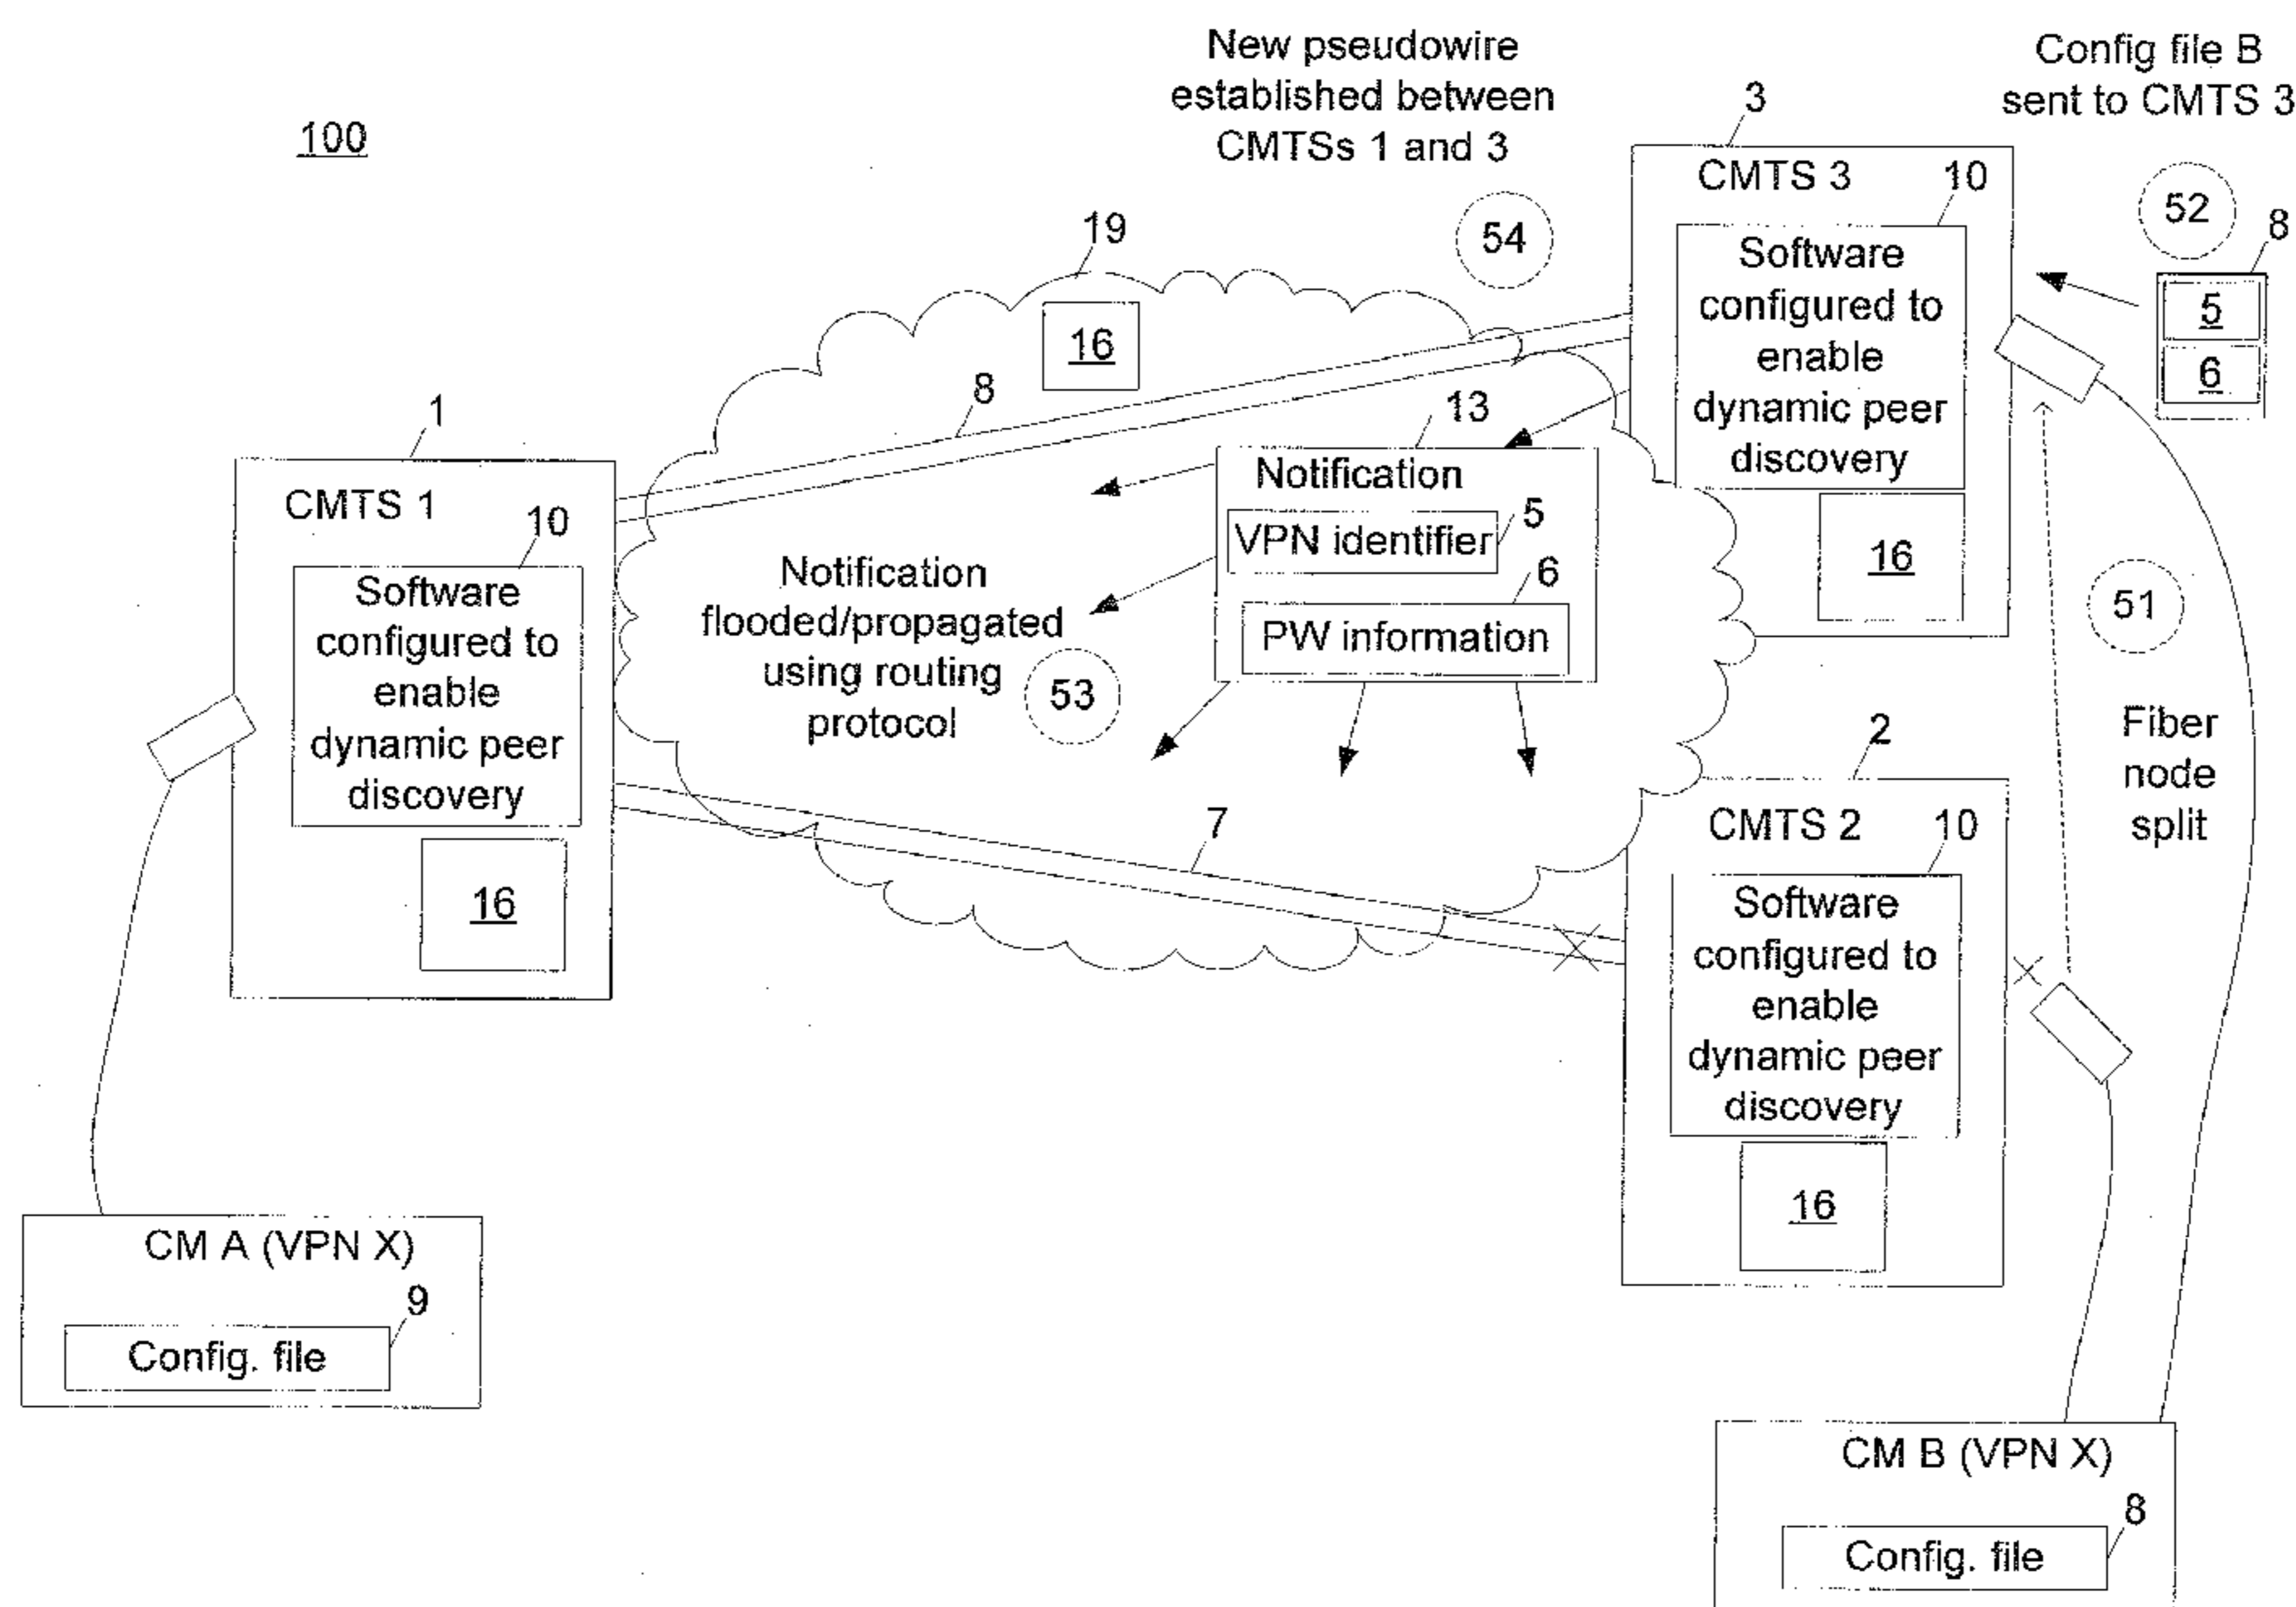 100
New pseudowire
established between
CMTSs 1 and 3
Config file B
sent to CMTS 3
54
52
19
16
8
3
CMTS 3
10
Software
configured to
enable
dynamic peer
discovery
16
8
5
6
1
CMTS 1
10
Software
configured to
enable
dynamic peer
discovery
16
13
Notification
VPN identifier
5
6
PW information
Notification
flooded/propagated
using routing
protocol
53
51
Fiber
node
split
7
2
CMTS 2
10
Software
configured to
enable
dynamic peer
discovery
16
CM A (VPN X)
9
Config. file
CM B (VPN X)
8
Config. file